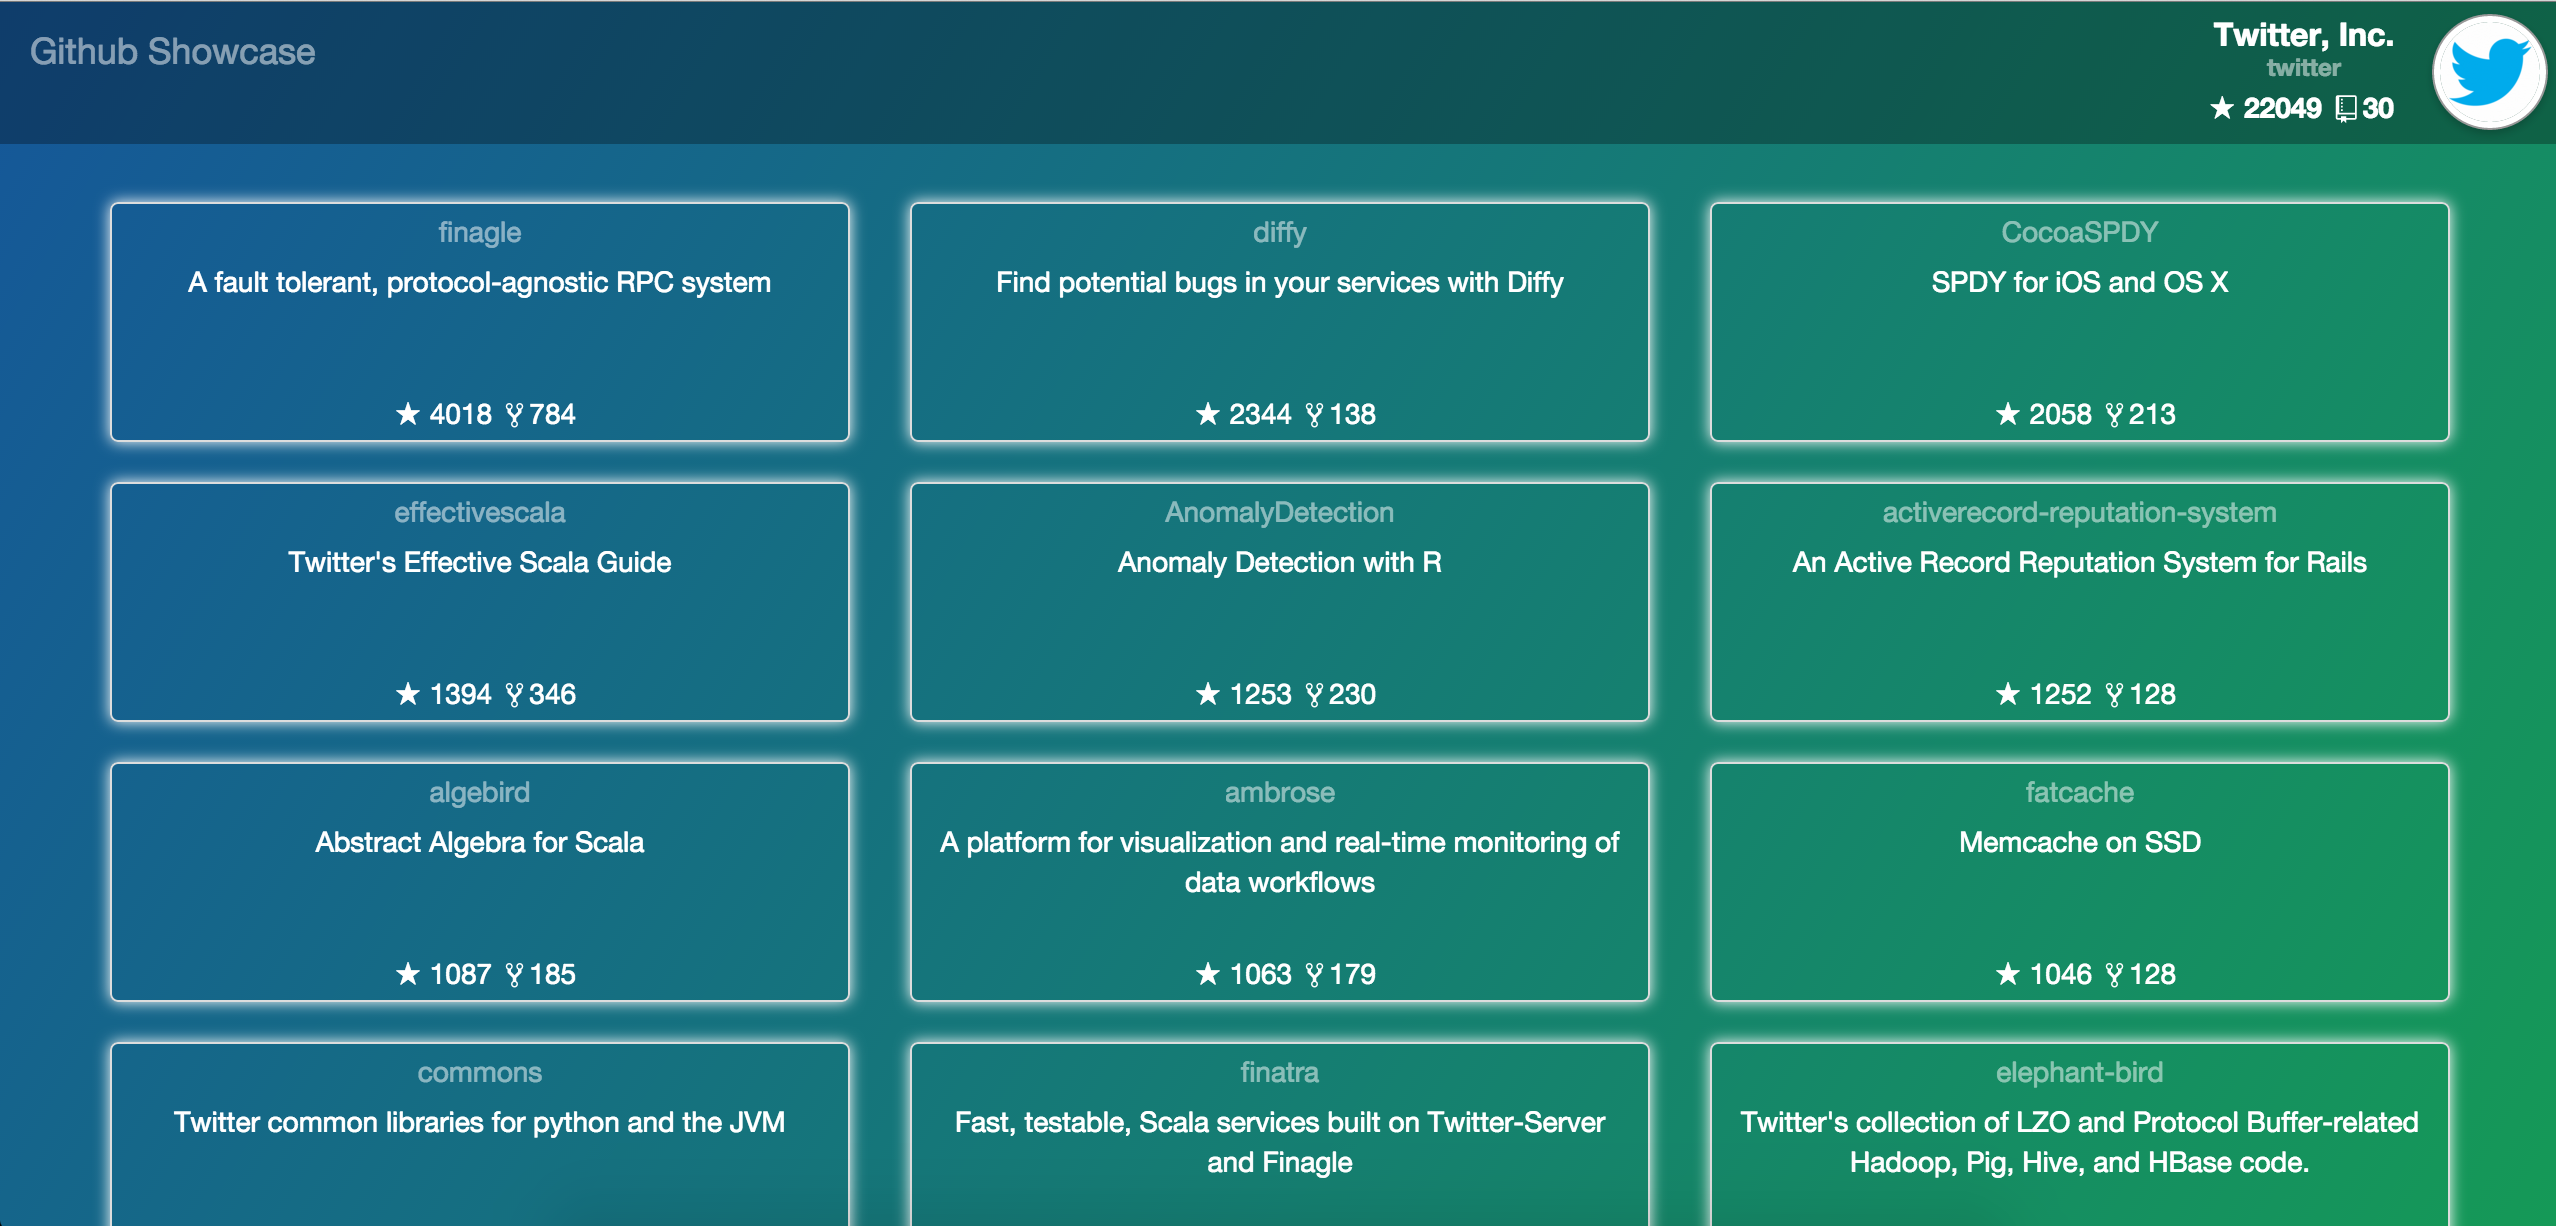 Github Showcase
Twitter, Inc.
twitter
★ 22049 30
finagle
A fault tolerant, protocol-agnostic RPC system
★ 4018 784
diffy
Find potential bugs in your services with Diffy
★ 2344 138
CocoaSPDY
SPDY for iOS and OS X
★ 2058 213
effectivescala
Twitter's Effective Scala Guide
★ 1394 346
AnomalyDetection
Anomaly Detection with R
★ 1253 230
activerecord-reputation-system
An Active Record Reputation System for Rails
★ 1252 128
algebird
Abstract Algebra for Scala
★ 1087 185
ambrose
A platform for visualization and real-time monitoring of
data workflows
★ 1063 179
fatcache
Memcache on SSD
★ 1046 128
commons
Twitter common libraries for python and the JVM
finatra
Fast, testable, Scala services built on Twitter-Server
and Finagle
elephant-bird
Twitter's collection of LZO and Protocol Buffer-related
Hadoop, Pig, Hive, and HBase code.